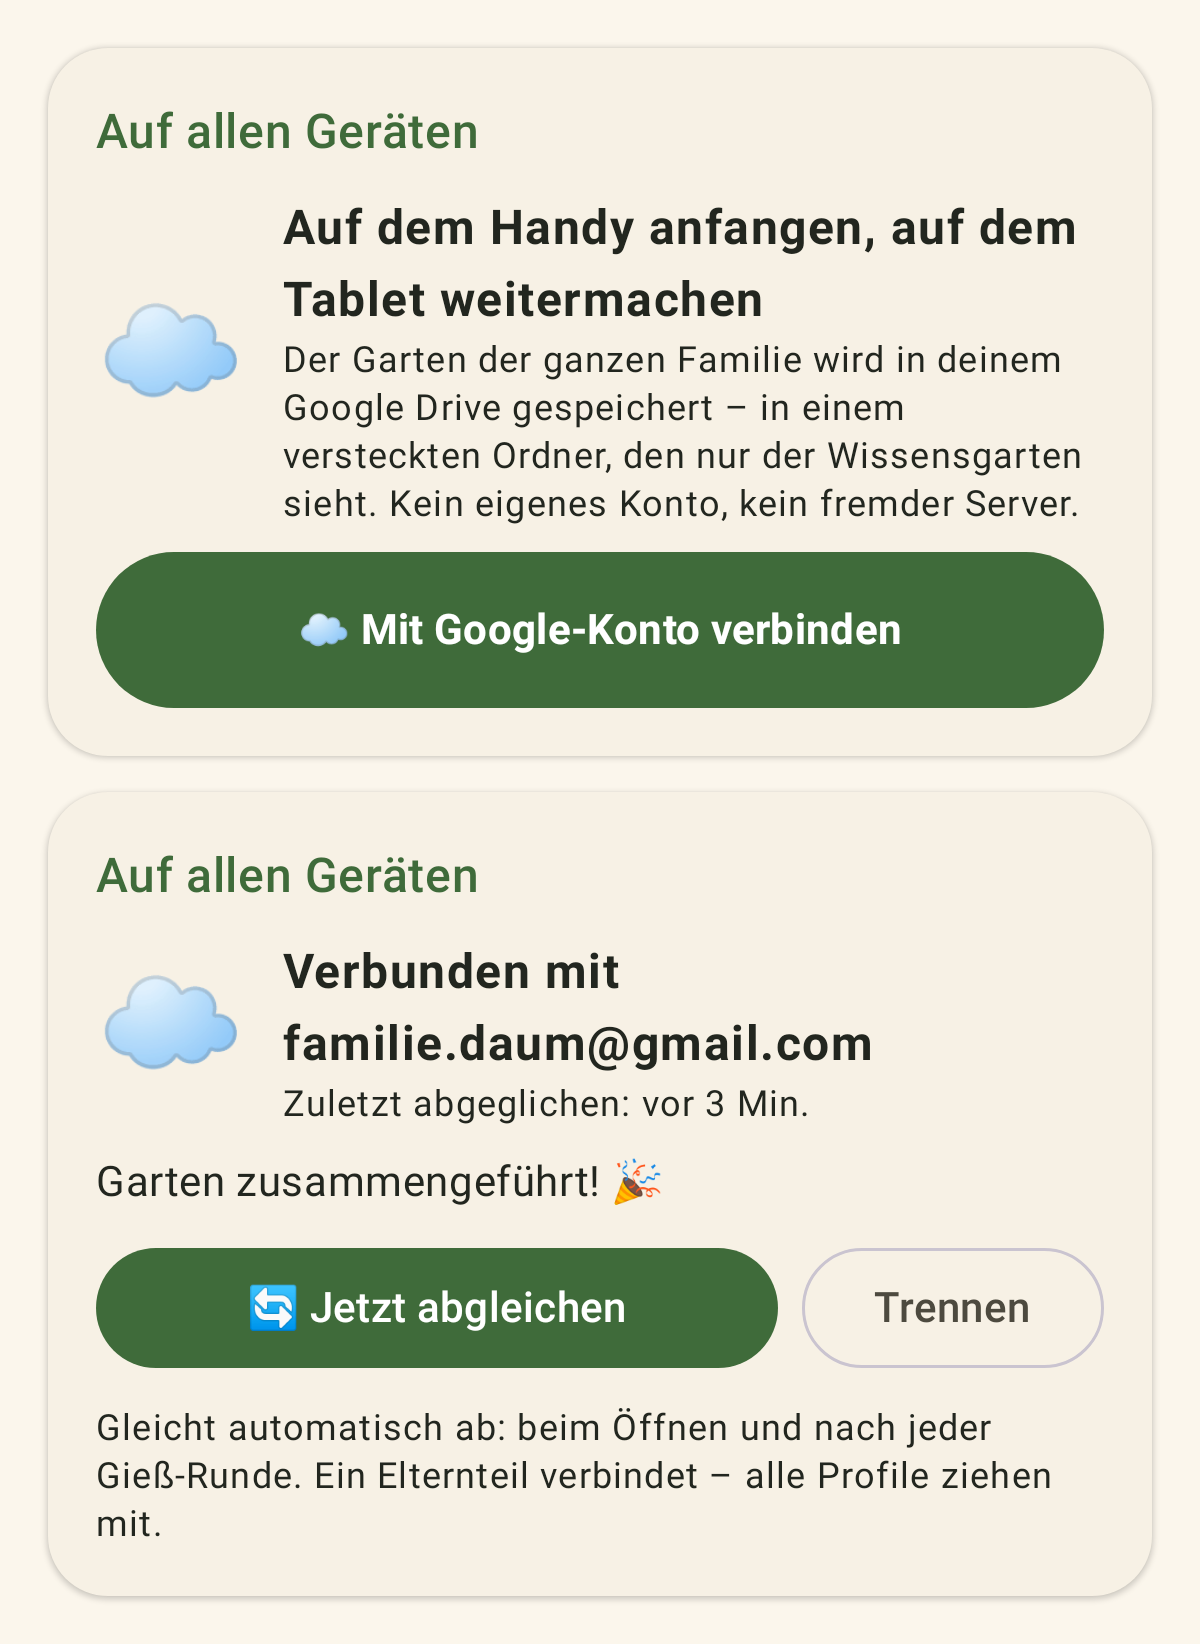 Auf allen Geräten
Auf dem Handy anfangen, auf dem
Tablet weitermachen
Der Garten der ganzen Familie wird in deinem
Google Drive gespeichert – in einem
versteckten Ordner, den nur der Wissensgarten
sieht. Kein eigenes Konto, kein fremder Server.
Mit Google-Konto verbinden
Auf allen Geräten
Verbunden mit
familie.daum@gmail.com
Zuletzt abgeglichen: vor 3 Min.
Garten zusammengeführt! 🎉
🔄 Jetzt abgleichen
Trennen
Gleicht automatisch ab: beim Öffnen und nach jeder
Gieß-Runde. Ein Elternteil verbindet – alle Profile ziehen
mit.